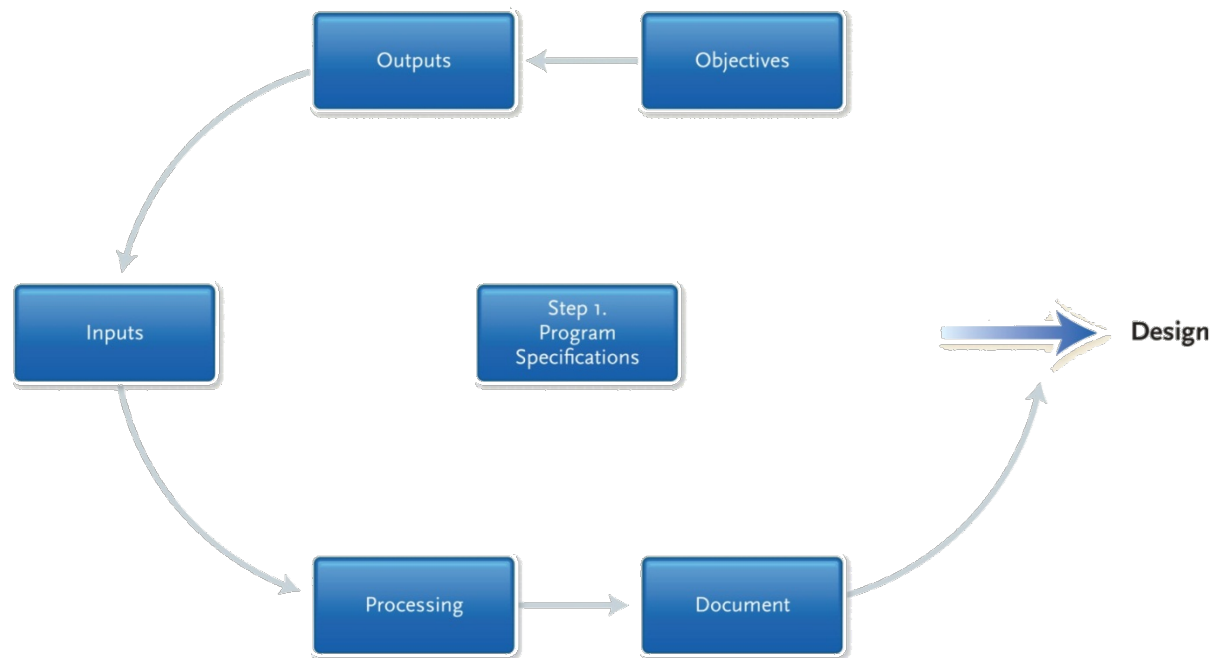 Outputs
Objectives
Inputs
Step 1.
Program
Specifications
Design
Processing
Document